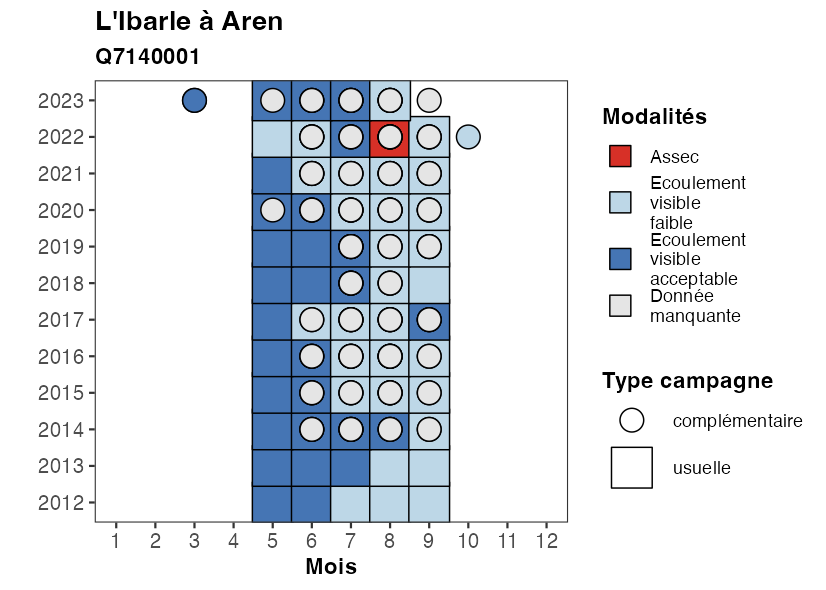 L'Ibarle à Aren
Q7140001
2023
2022
2021
2020
2019
2018
2017
2016
2015
2014
2013
2012
1 2 3 4 5 6 7 8 9 10 11 12
Mois
Modalités
Assec
Ecoulement
visible
faible
Ecoulement
visible
acceptable
Donnée
manquante
Type campagne
complémentaire
usuelle